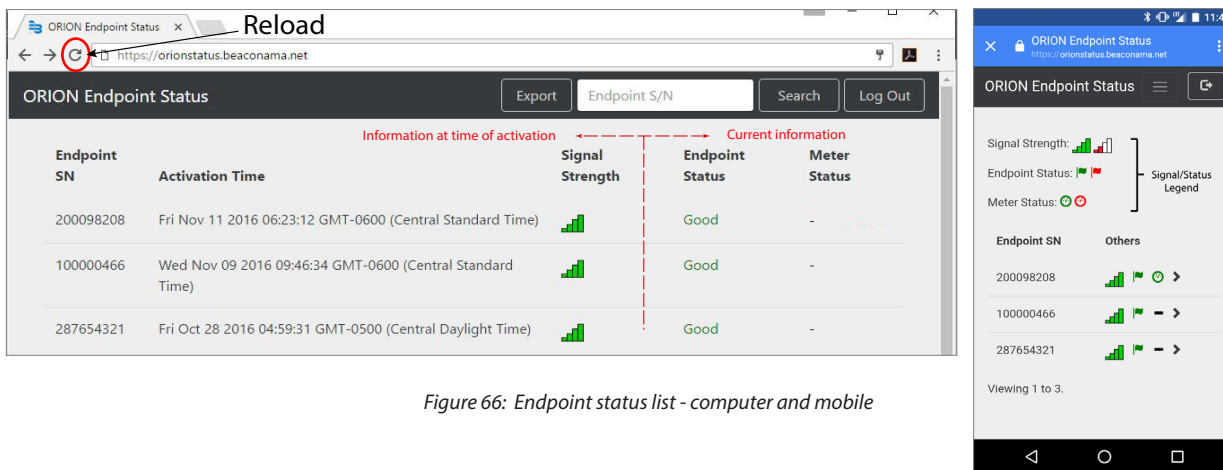 ORION Endpoint Status
Reload
https://orionstatus.beaconama.net
ORION Endpoint Status
Export
Endpoint S/N
Search
Log Out
Information at time of activation
Current information
Endpoint SN
Activation Time
Signal Strength
Endpoint Status
Meter Status
200098208
Fri Nov 11 2016 06:23:12 GMT-0600 (Central Standard Time)
Good
-
100000466
Wed Nov 09 2016 09:46:34 GMT-0600 (Central Standard
Time)
Good
-
287654321
Fri Oct 28 2016 04:59:31 GMT-0500 (Central Daylight Time)
Good
-
Figure 66: Endpoint status list - computer and mobile
ORION Endpoint Status
https://orionstatus.beaconama.net
ORION Endpoint Status
Signal Strength:
Endpoint Status:
Meter Status:
Signal/Status
Legend
Endpoint SN Others
200098208
100000466
287654321
Viewing 1 to 3.